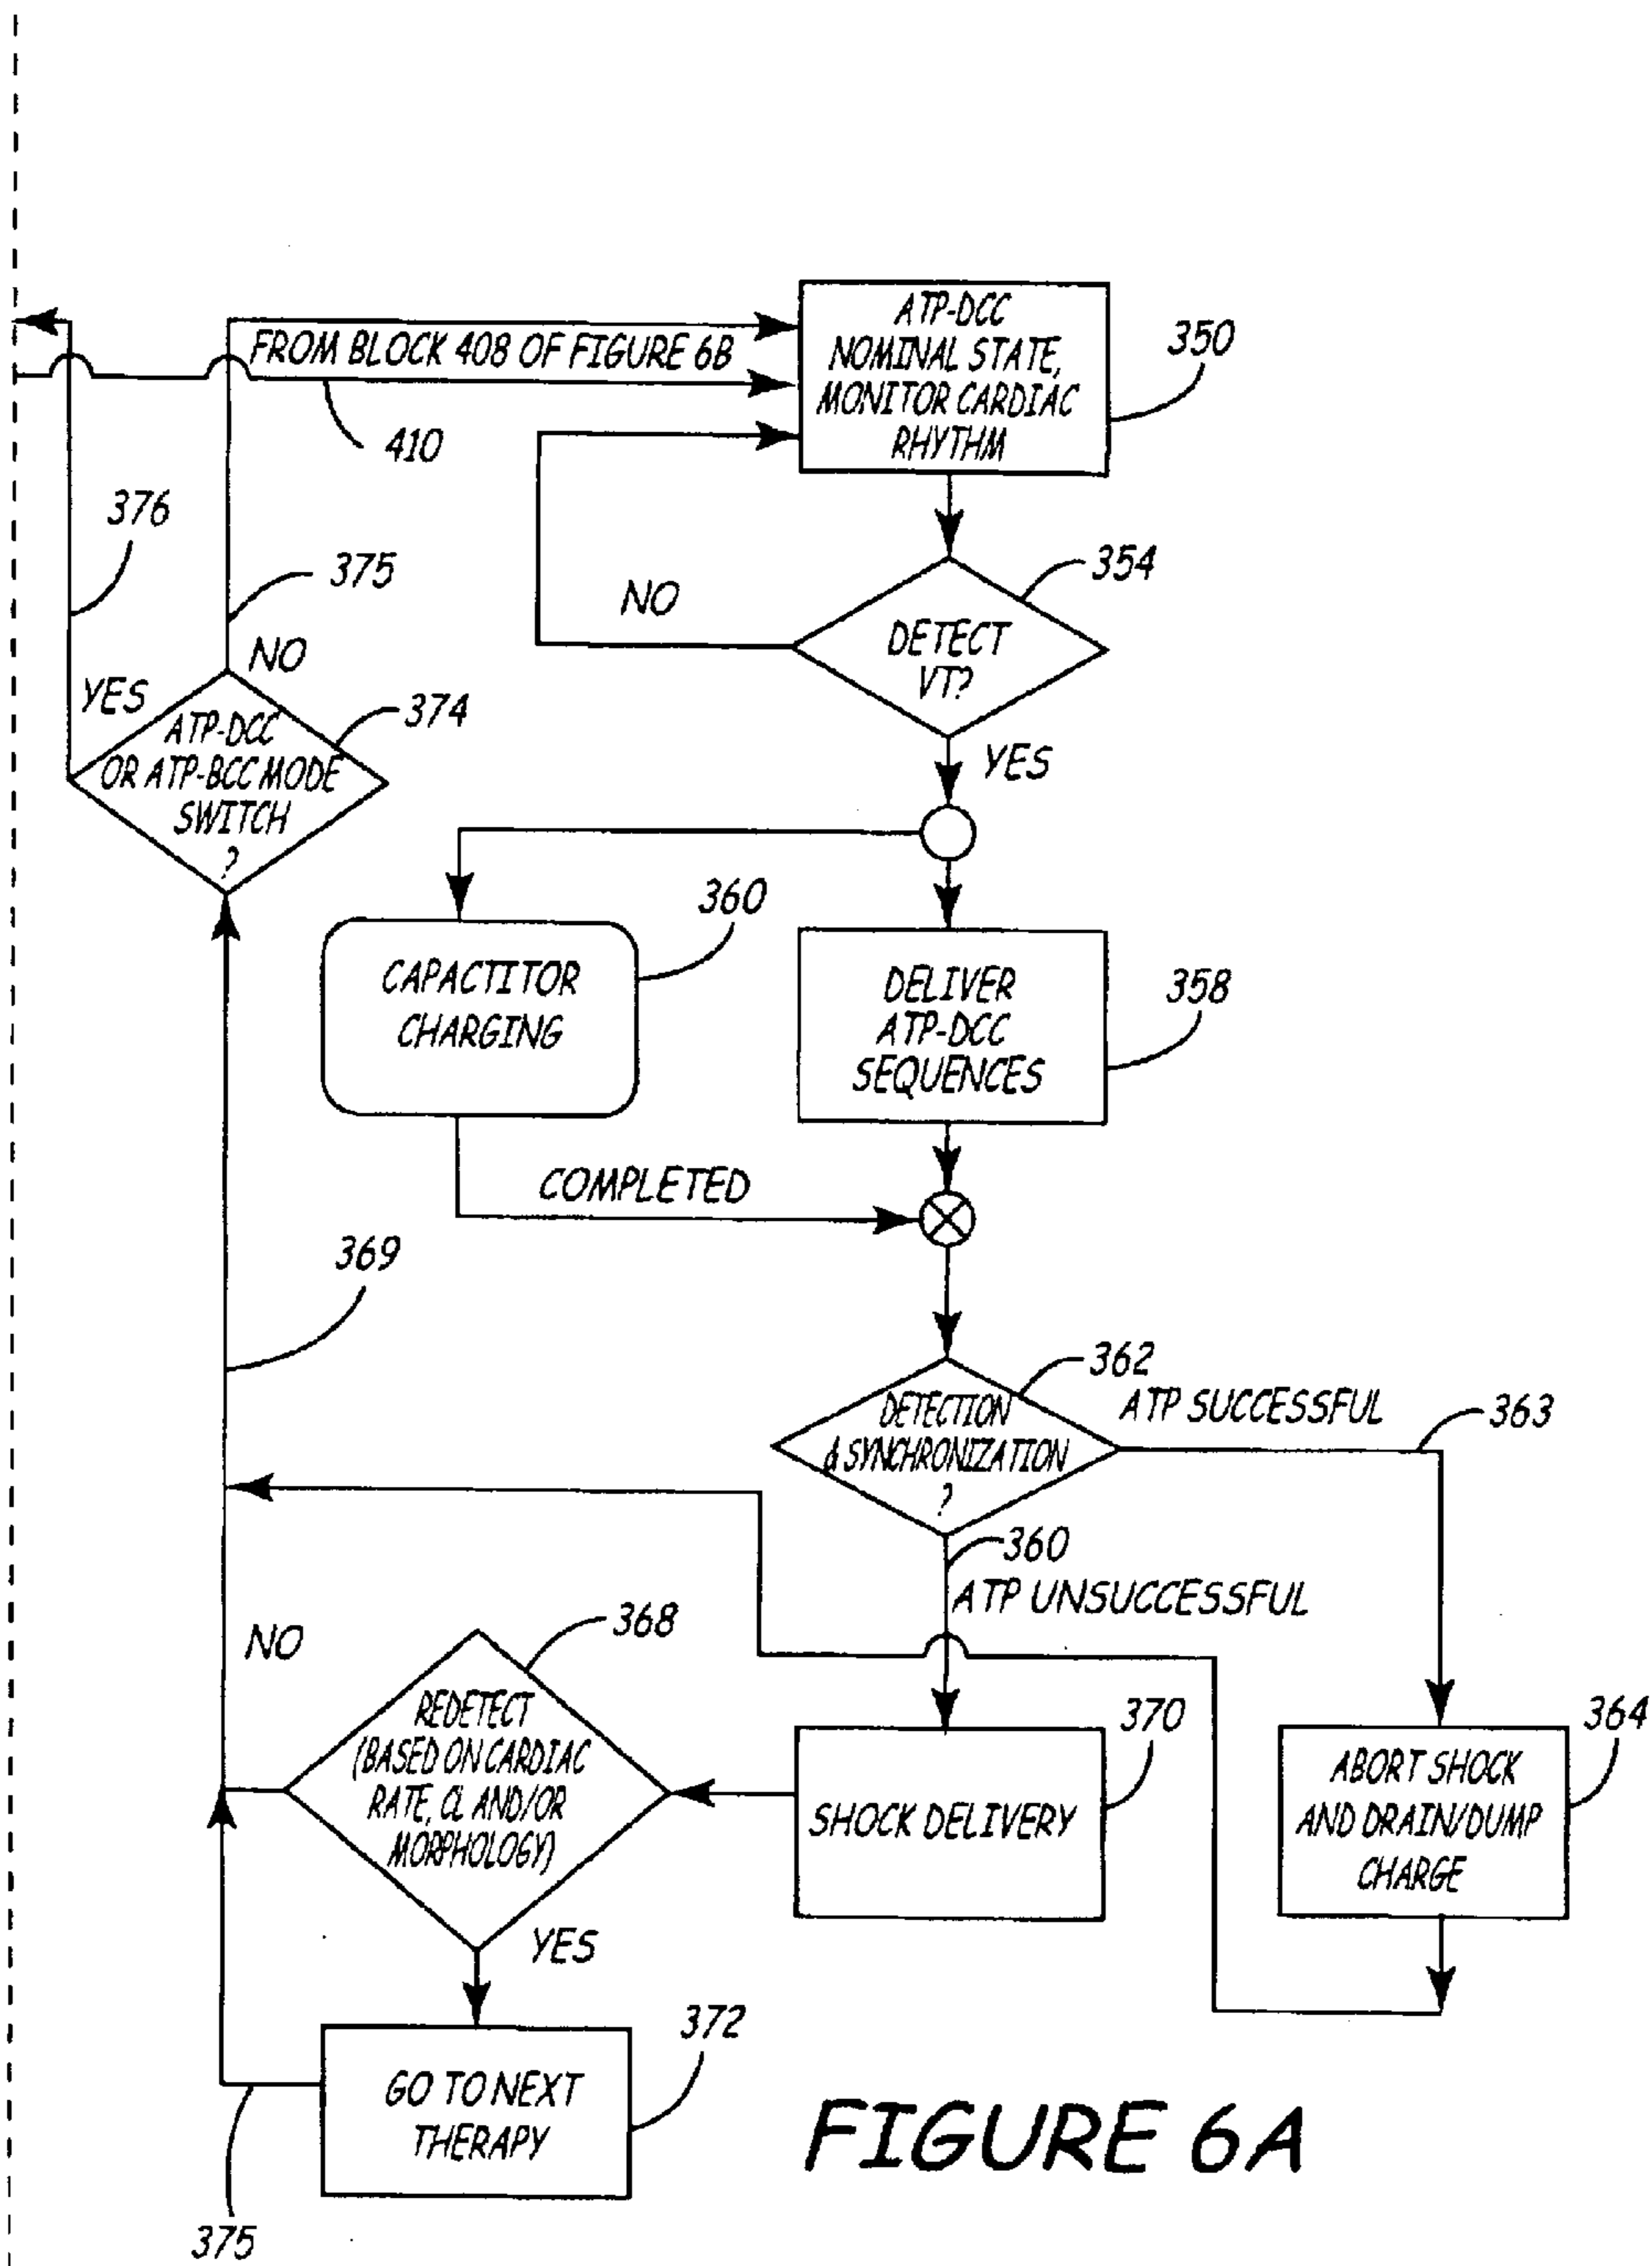 ATP-DCC
NOMINAL STATE,
MONITOR CARDIAC
RHYTHM
350
FROM BLOCK 408 OF FIGURE 6B
410
376
375
NO
354
DETECT
VT?
NO
YES
YES
374
ATP-DCC
OR ATP-BCC MODE
SWITCH
?
360
CAPACTITOR
CHARGING
DELIVER
ATP-DCC
SEQUENCES
358
COMPLETED
369
362
DETECTION
& SYNCHRONIZATION
?
ATP SUCCESSFUL
363
360
ATP UNSUCCESSFUL
NO
368
REDETECT
(BASED ON CARDIAC
RATE, CL AND/OR
MORPHOLOGY)
YES
370
SHOCK DELIVERY
364
ABORT SHOCK
AND DRAIN/DUMP
CHARGE
372
GO TO NEXT
THERAPY
375
FIGURE 6A